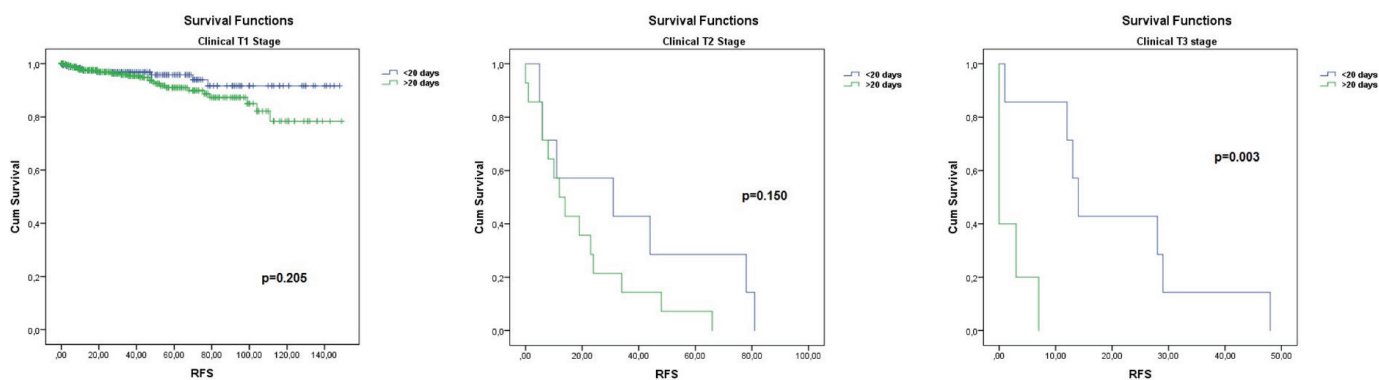 Survival Functions
Clinical T1 Stage
1,0
0,8
0,6
0,4
0,2
0,0
Cum Survival
,00
20,00
40,00
60,00
80,00
100,00
120,00
140,00
RFS
<20 days
>20 days
p=0.205
Survival Functions
Clinical T2 Stage
1,0
0,8
0,6
0,4
0,2
0,0
Cum Survival
,00
20,00
40,00
60,00
80,00
100,00
RFS
<20 days
>20 days
p=0.150
Survival Functions
Clinical T3 stage
1,0
0,8
0,6
0,4
0,2
0,0
Cum Survival
,00
10,00
20,00
30,00
40,00
50,00
RFS
<20 days
>20 days
p=0.003